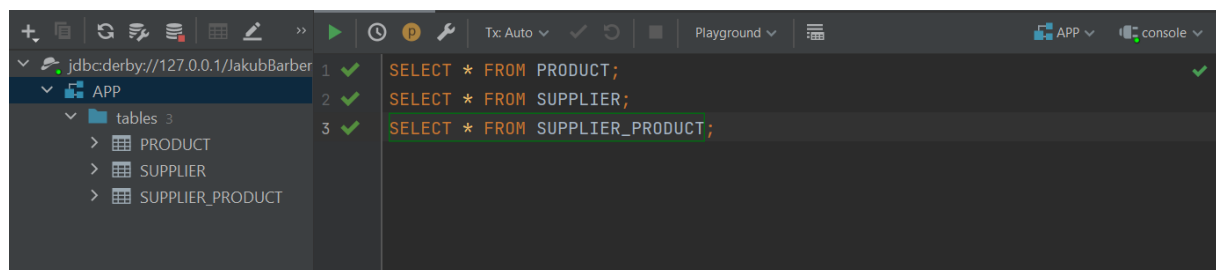 Tx: Auto Playground APP console
jdbc:derby://127.0.0.1/JakubBarber
APP
tables 3
PRODUCT
SUPPLIER
SUPPLIER_PRODUCT
1 SELECT * FROM PRODUCT;
2 SELECT * FROM SUPPLIER;
3 SELECT * FROM SUPPLIER_PRODUCT;